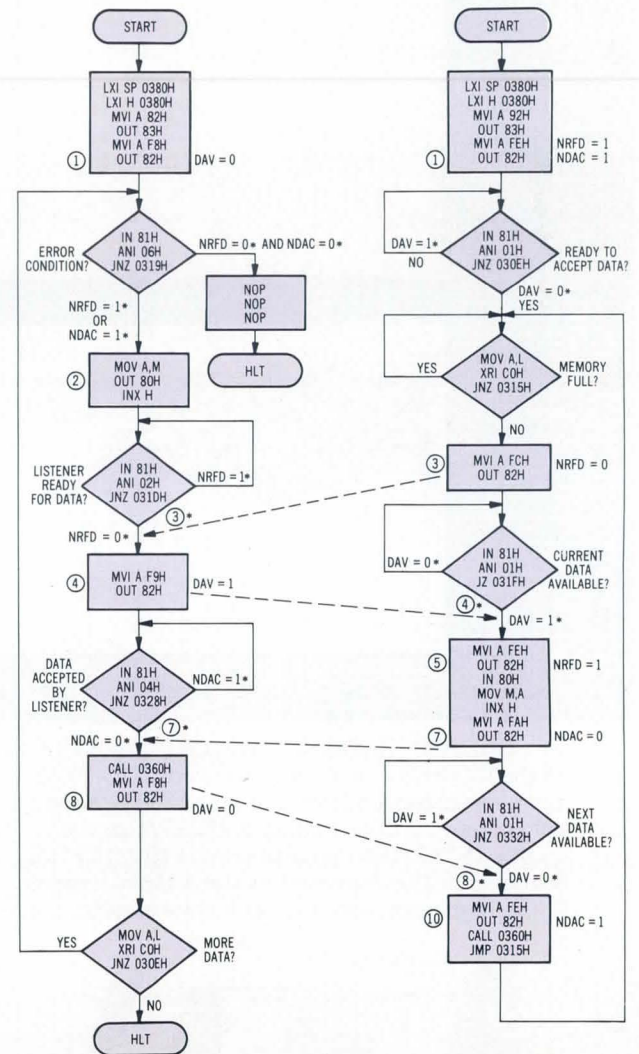 START
LXI SP 0380H
LXI H 0380H
MVI A 82H
OUT 83H
MVI A F8H
OUT 82H
①
DAV = 0
ERROR
CONDITION?
IN 81H
ANI 06H
JNZ 0319H
NRFD = 0* AND NDAC = 0*
NOP
NOP
NOP
HLT
NRFD = 1*
OR
NDAC = 1*
②
MOV A,M
OUT 80H
INX H
LISTENER
READY
FOR DATA?
IN 81H
ANI 02H
JNZ 031DH
NRFD = 1*
③*
NRFD = 0*
④
MVI A F9H
OUT 82H
DAV = 1
DATA
ACCEPTED
BY
LISTENER?
IN 81H
ANI 04H
JNZ 0328H
NDAC = 1*
⑦*
NDAC = 0*
⑧
CALL 0360H
MVI A F8H
OUT 82H
DAV = 0
YES
MOV A,L
XRI C0H
JNZ 030EH
MORE
DATA?
NO
HLT
START
LXI SP 0380H
LXI H 0380H
MVI A 92H
OUT 83H
MVI A FEH
OUT 82H
①
NRFD = 1
NDAC = 1
DAV = 1*
NO
IN 81H
ANI 01H
JNZ 030EH
READY TO
ACCEPT DATA?
DAV = 0*
YES
YES
MOV A,L
XRI C0H
JNZ 0315H
MEMORY
FULL?
NO
③
MVI A FCH
OUT 82H
NRFD = 0
DAV = 0*
IN 81H
ANI 01H
JZ 031FH
CURRENT
DATA
AVAILABLE?
④*
DAV = 1*
⑤
MVI A FEH
OUT 82H
IN 80H
MOV M,A
INX H
MVI A FAH
OUT 82H
NRFD = 1
⑦
NDAC = 0
DAV = 1*
IN 81H
ANI 01H
JNZ 0332H
NEXT
DATA
AVAILABLE?
⑧*
DAV = 0*
⑩
MVI A FEH
OUT 82H
CALL 0360H
JMP 0315H
NDAC = 1